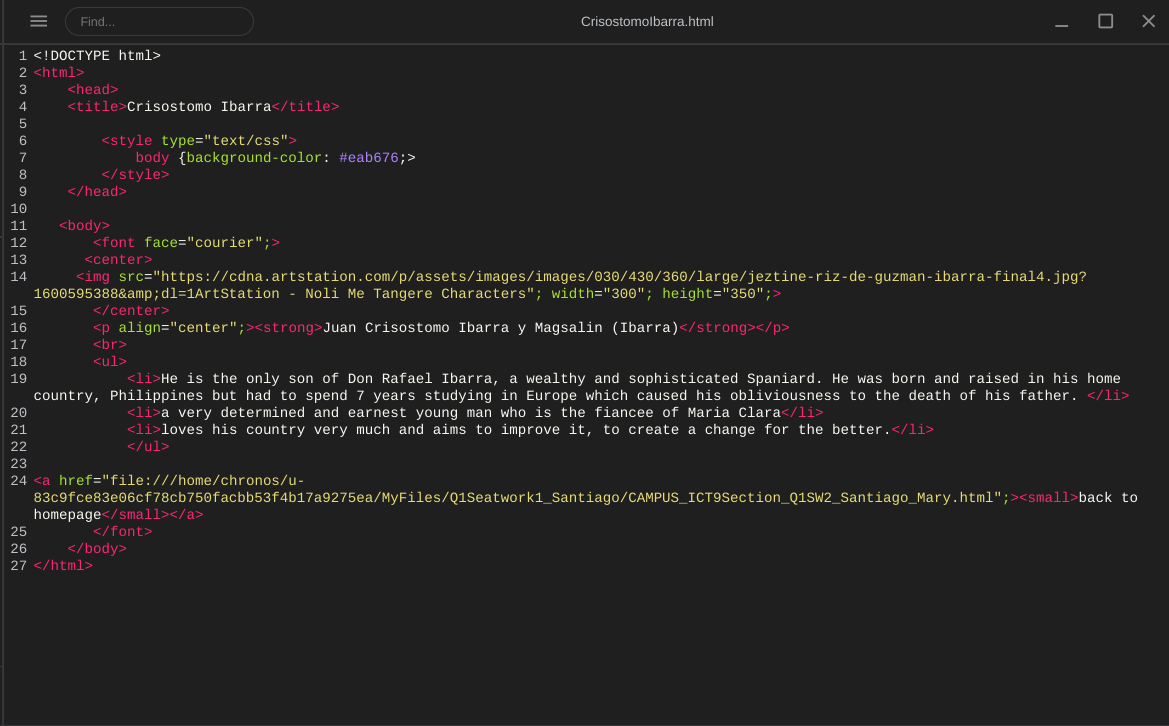 Find...
CrisostomoIbarra.html
1 <!DOCTYPE html>
2 <html>
3 <head>
4 <title>Crisostomo Ibarra</title>
5
6 <style type="text/css">
7 body {background-color: #eab676;>
8 </style>
9 </head>
10
11 <body>
12 <font face="courier";>
13 <center>
14 <img src="https://cdna.artstation.com/p/assets/images/images/030/430/360/large/jeztine-riz-de-guzman-ibarra-final4.jpg?
1600595388&amp;dl=1ArtStation - Noli Me Tangere Characters"; width="300"; height="350";>
15 </center>
16 <p align="center";><strong>Juan Crisostomo Ibarra y Magsalin (Ibarra)</strong></p>
17 <br>
18 <ul>
19 <li>He is the only son of Don Rafael Ibarra, a wealthy and sophisticated Spaniard. He was born and raised in his home
country, Philippines but had to spend 7 years studying in Europe which caused his obliviousness to the death of his father. </li>
20 <li>a very determined and earnest young man who is the fiancee of Maria Clara</li>
21 <li>loves his country very much and aims to improve it, to create a change for the better.</li>
22 </ul>
23
24 <a href="file:///home/chronos/u-
83c9fce83e06cf78cb750facbb53f4b17a9275ea/MyFiles/Q1Seatwork1_Santiago/CAMPUS_ICT9Section_Q1SW2_Santiago_Mary.html";><small>back to
homepage</small></a>
25 </font>
26 </body>
27 </html>